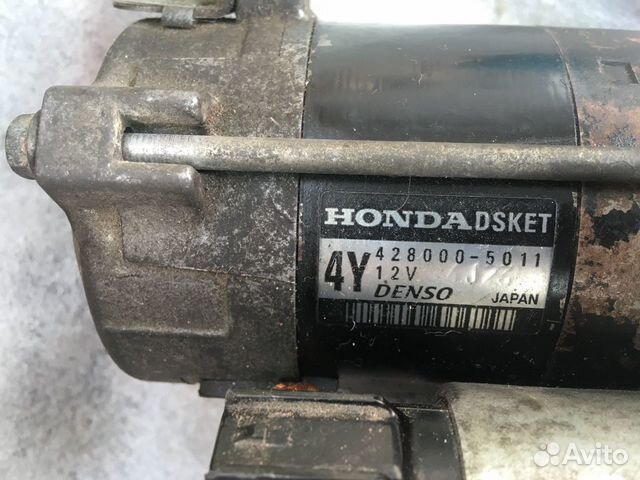 HONDA DSKET
4Y 428000-5011
12V
DENSO JAPAN
Avito